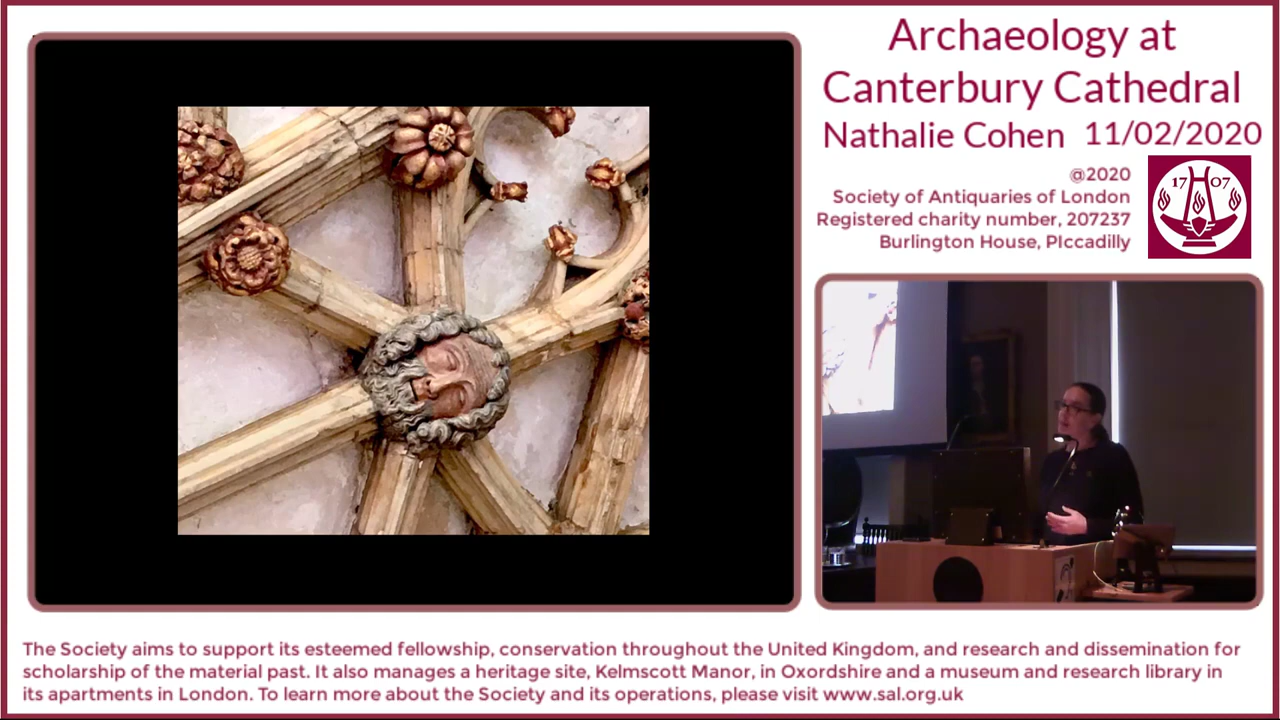 Archaeology at
Canterbury Cathedral
Nathalie Cohen 11/02/2020
@2020
Society of Antiquaries of London
Registered charity number, 207237
Burlington House, PIccadilly
17 07
The Society aims to support its esteemed fellowship, conservation throughout the United Kingdom, and research and dissemination for
scholarship of the material past. It also manages a heritage site, Kelmscott Manor, in Oxordshire and a museum and research library in
its apartments in London. To learn more about the Society and its operations, please visit www.sal.org.uk